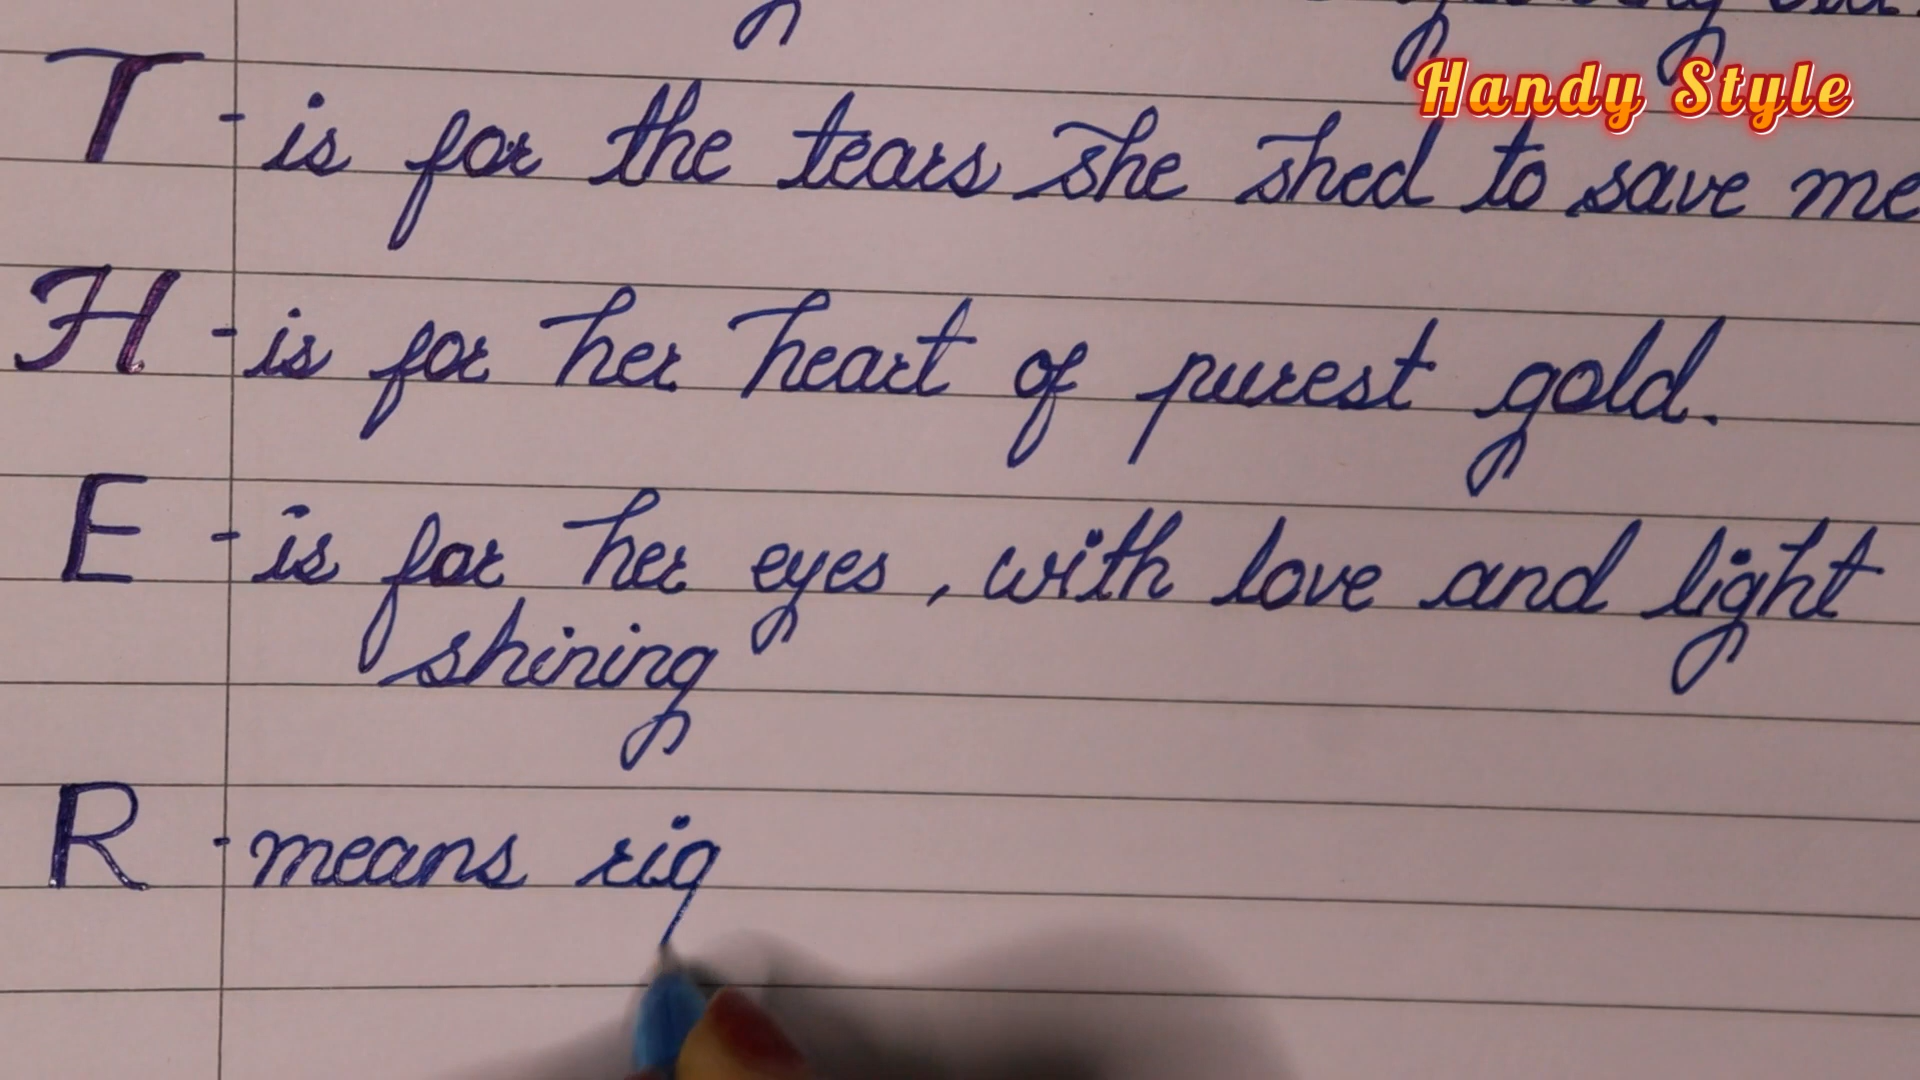 Handy Style
T - is for the tears she shed to save me
H - is for her heart of purest gold.
E - is for her eyes, with love and light
shining
R - means rig